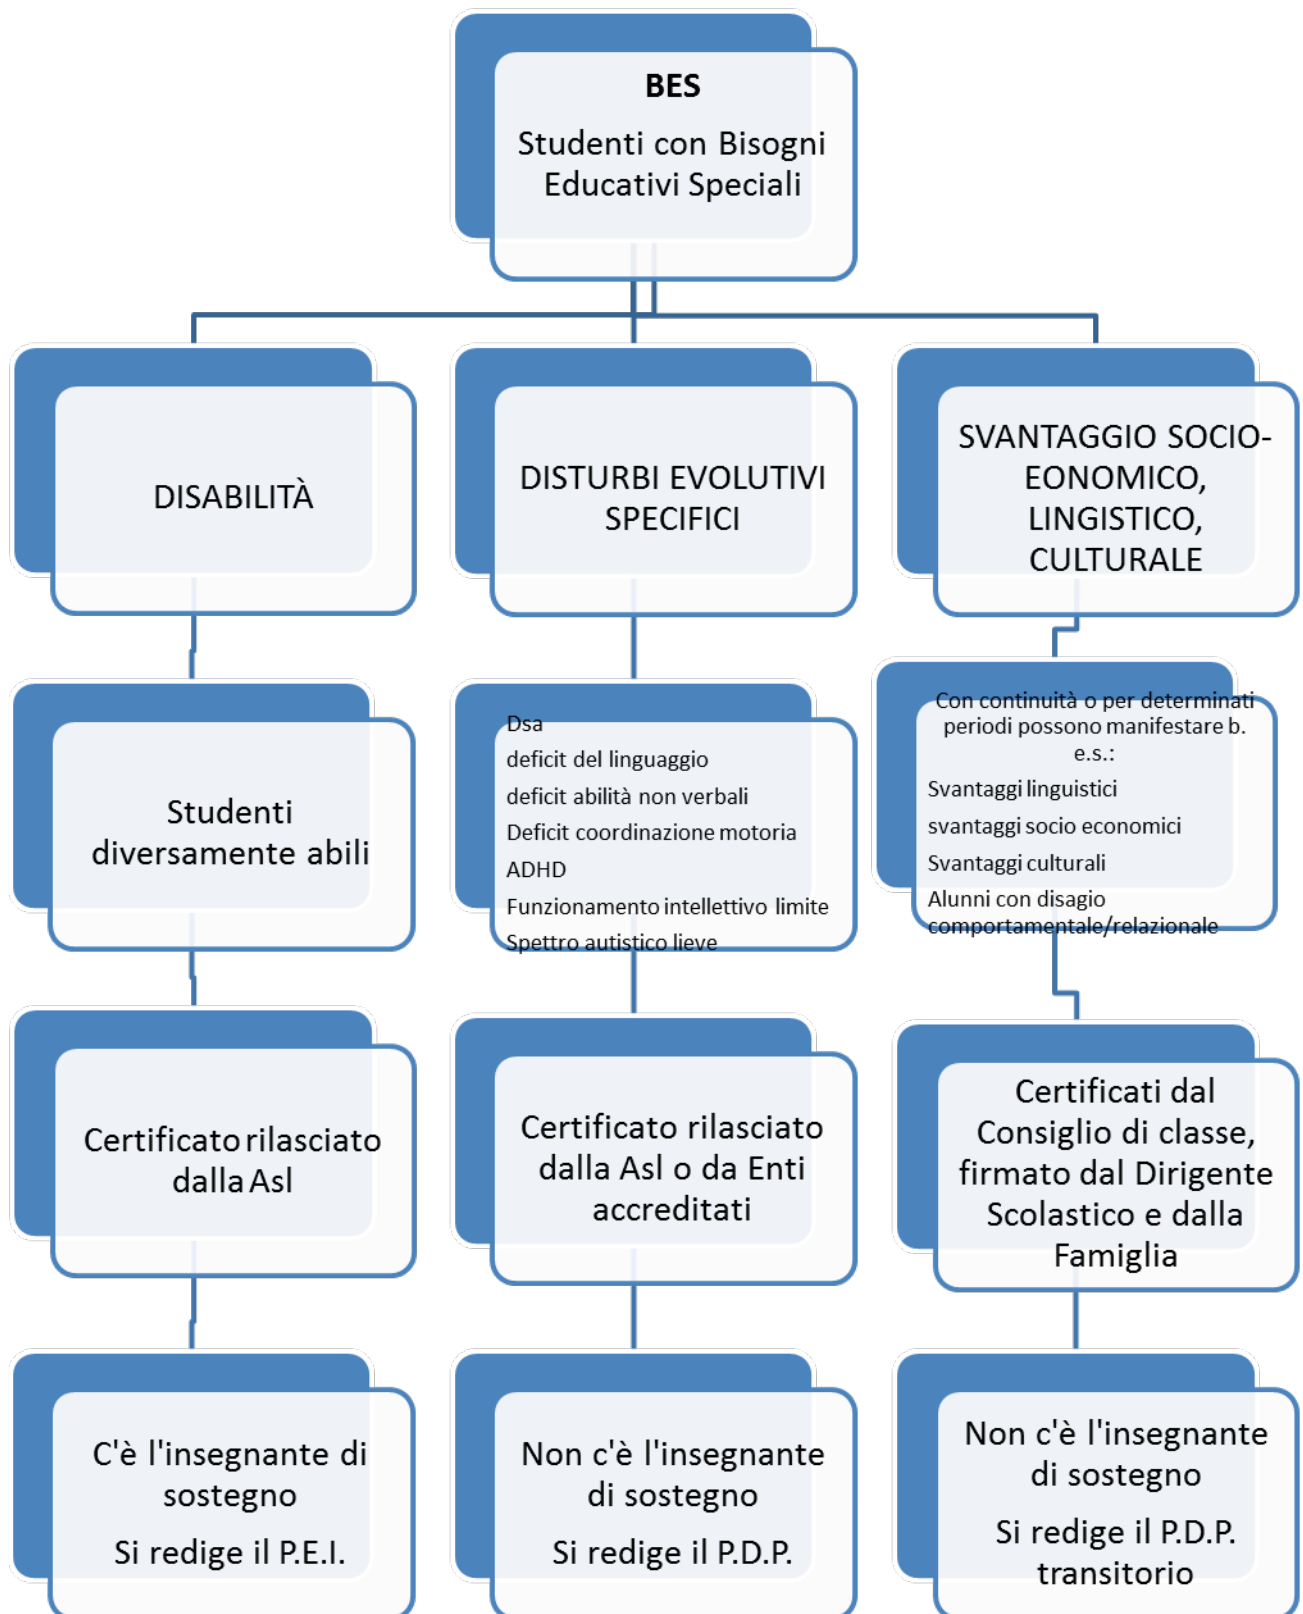 BES
Studenti con Bisogni
Educativi Speciali
DISABILITÀ
DISTURBI EVOLUTIVI
SPECIFICI
SVANTAGGIO SOCIO-
EONOMICO,
LINGISTICO,
CULTURALE
Studenti
diversamente abili
Dsa
deficit del linguaggio
deficit abilità non verbali
Deficit coordinazione motoria
ADHD
Funzionamento intellettivo limite
Spettro autistico lieve
Con continuità o per determinati
periodi possono manifestare b.
e.s.:
Svantaggi linguistici
svantaggi socio economici
Svantaggi culturali
Alunni con disagio
comportamentale/relazionale
Certificato rilasciato
dalla Asl
Certificato rilasciato
dalla Asl o da Enti
accreditati
Certificati dal
Consiglio di classe,
firmato dal Dirigente
Scolastico e dalla
Famiglia
C'è l'insegnante di
sostegno
Si redige il P.E.I.
Non c'è l'insegnante
di sostegno
Si redige il P.D.P.
Non c'è l'insegnante
di sostegno
Si redige il P.D.P.
transitorio